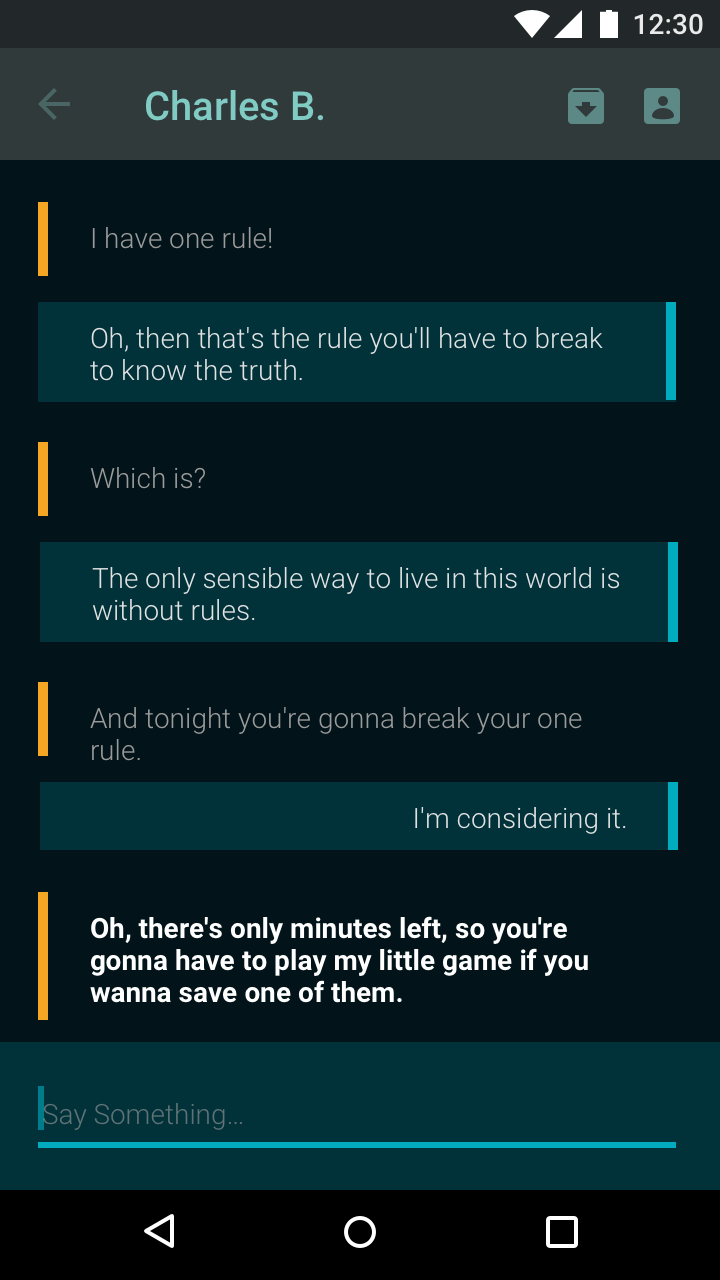 12:30
Charles B.
I have one rule!
Oh, then that's the rule you'll have to break
to know the truth.
Which is?
The only sensible way to live in this world is
without rules.
And tonight you're gonna break your one
rule.
I'm considering it.
Oh, there's only minutes left, so you're
gonna have to play my little game if you
wanna save one of them.
Say Something...